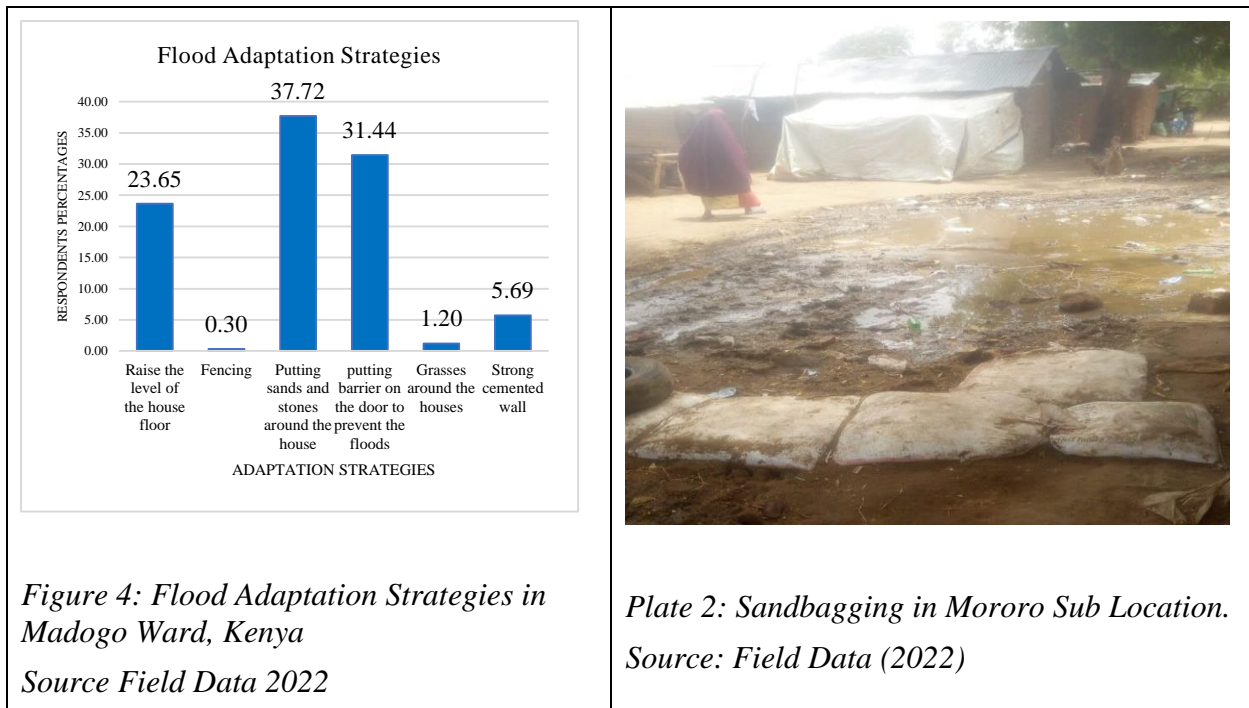 Flood Adaptation Strategies
RESPONDENTS PERCENTAGES
40.00
35.00
30.00
25.00
20.00
15.00
10.00
5.00
0.00
23.65
0.30
37.72
31.44
1.20
5.69
Raise the
level of
the house
floor
Fencing
Putting
sands and
stones
around the
house
putting
barrier on
the door to
prevent the
floods
Grasses
around the
houses
Strong
cemented
wall
ADAPTATION STRATEGIES
Figure 4: Flood Adaptation Strategies in
Madogo Ward, Kenya
Source Field Data 2022
Plate 2: Sandbagging in Mororo Sub Location.
Source: Field Data (2022)